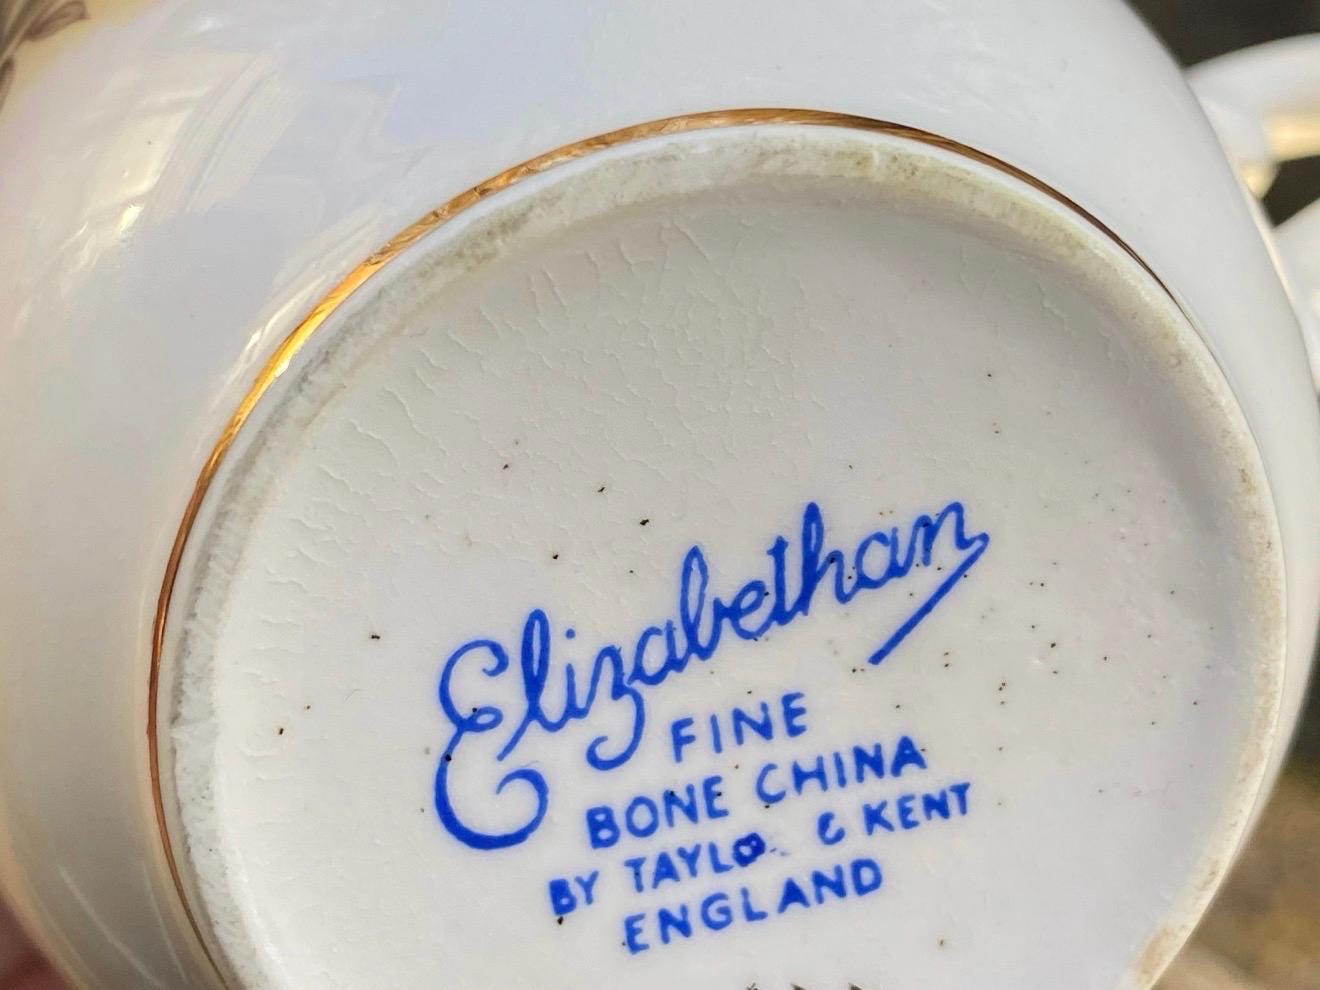 Elizabethan
FINE
BONE CHINA
BY TAYLO & KENT
ENGLAND